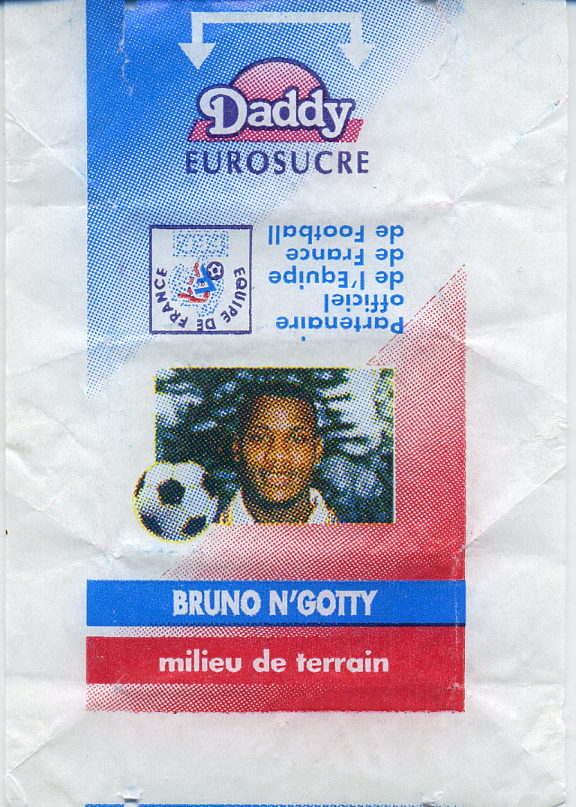 Daddy
EUROSUCRE
EQUIPE DE FRANCE
Partenaire
officiel
de l'Equipe
de France
de Football
BRUNO N'GOTTY
milieu de terrain